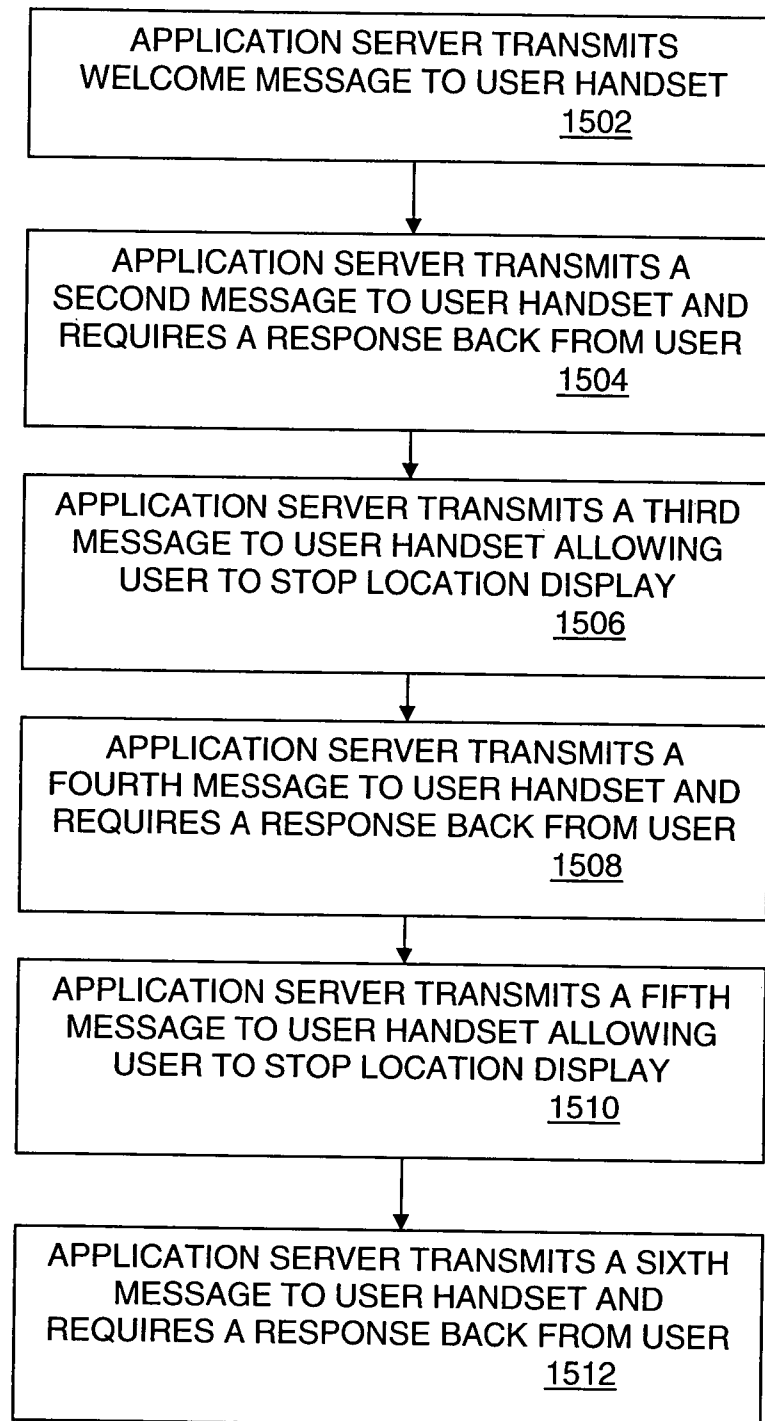 APPLICATION SERVER TRANSMITS
WELCOME MESSAGE TO USER HANDSET
1502
APPLICATION SERVER TRANSMITS A
SECOND MESSAGE TO USER HANDSET AND
REQUIRES A RESPONSE BACK FROM USER
1504
APPLICATION SERVER TRANSMITS A THIRD
MESSAGE TO USER HANDSET ALLOWING
USER TO STOP LOCATION DISPLAY
1506
APPLICATION SERVER TRANSMITS A
FOURTH MESSAGE TO USER HANDSET AND
REQUIRES A RESPONSE BACK FROM USER
1508
APPLICATION SERVER TRANSMITS A FIFTH
MESSAGE TO USER HANDSET ALLOWING
USER TO STOP LOCATION DISPLAY
1510
APPLICATION SERVER TRANSMITS A SIXTH
MESSAGE TO USER HANDSET AND
REQUIRES A RESPONSE BACK FROM USER
1512